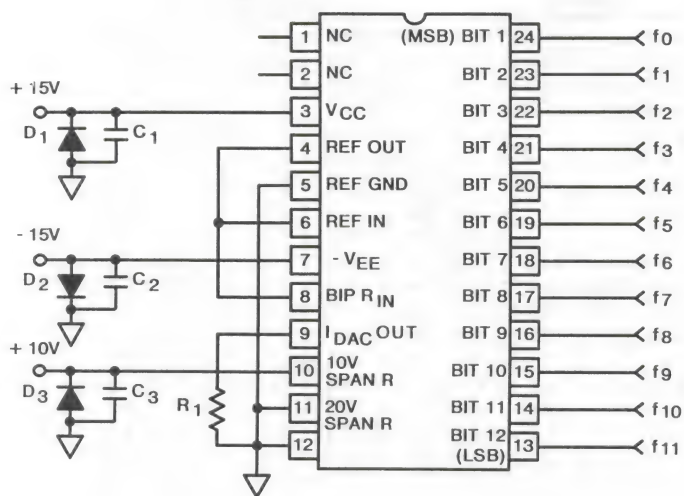 1 NC (MSB) BIT 1 24 f0
2 NC BIT 2 23 f1
+ 15V
D1 C1
3 VCC BIT 3 22 f2
4 REF OUT BIT 4 21 f3
5 REF GND BIT 5 20 f4
6 REF IN BIT 6 19 f5
- 15V
D2 C2
7 - VEE BIT 7 18 f6
8 BIP RIN BIT 8 17 f7
9 IDAC OUT BIT 9 16 f8
+ 10V
D3 C3
R1
10 10V SPAN R BIT 10 15 f9
11 20V SPAN R BIT 11 14 f10
12 BIT 12 (LSB) 13 f11